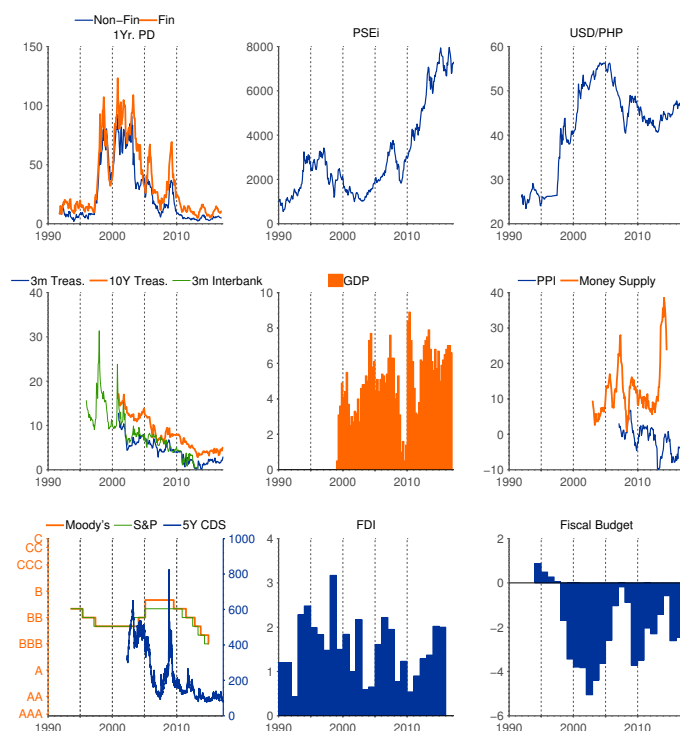 Non-Fin Fin
1Yr. PD PSEi USD/PHP
150 8000 60
100 6000 50
50 4000 40
0 2000 30
0 20
1990 2000 2010 1990 2000 2010 1990 2000 2010
3m Treas. 10Y Treas. 3m Interbank GDP PPI Money Supply
40 10 40
30 8 30
20 6 20
10 4 10
0 2 0
0 -10
1990 2000 2010 1990 2000 2010 1990 2000 2010
Moody's S&P 5Y CDS FDI Fiscal Budget
C 1000 4 2
CC
CCC 800 3 0
B 600
BB 2 -2
BBB 400
A 200 1 -4
AA
AAA 0 0 -6
1990 2000 2010 1990 2000 2010 1990 2000 2010